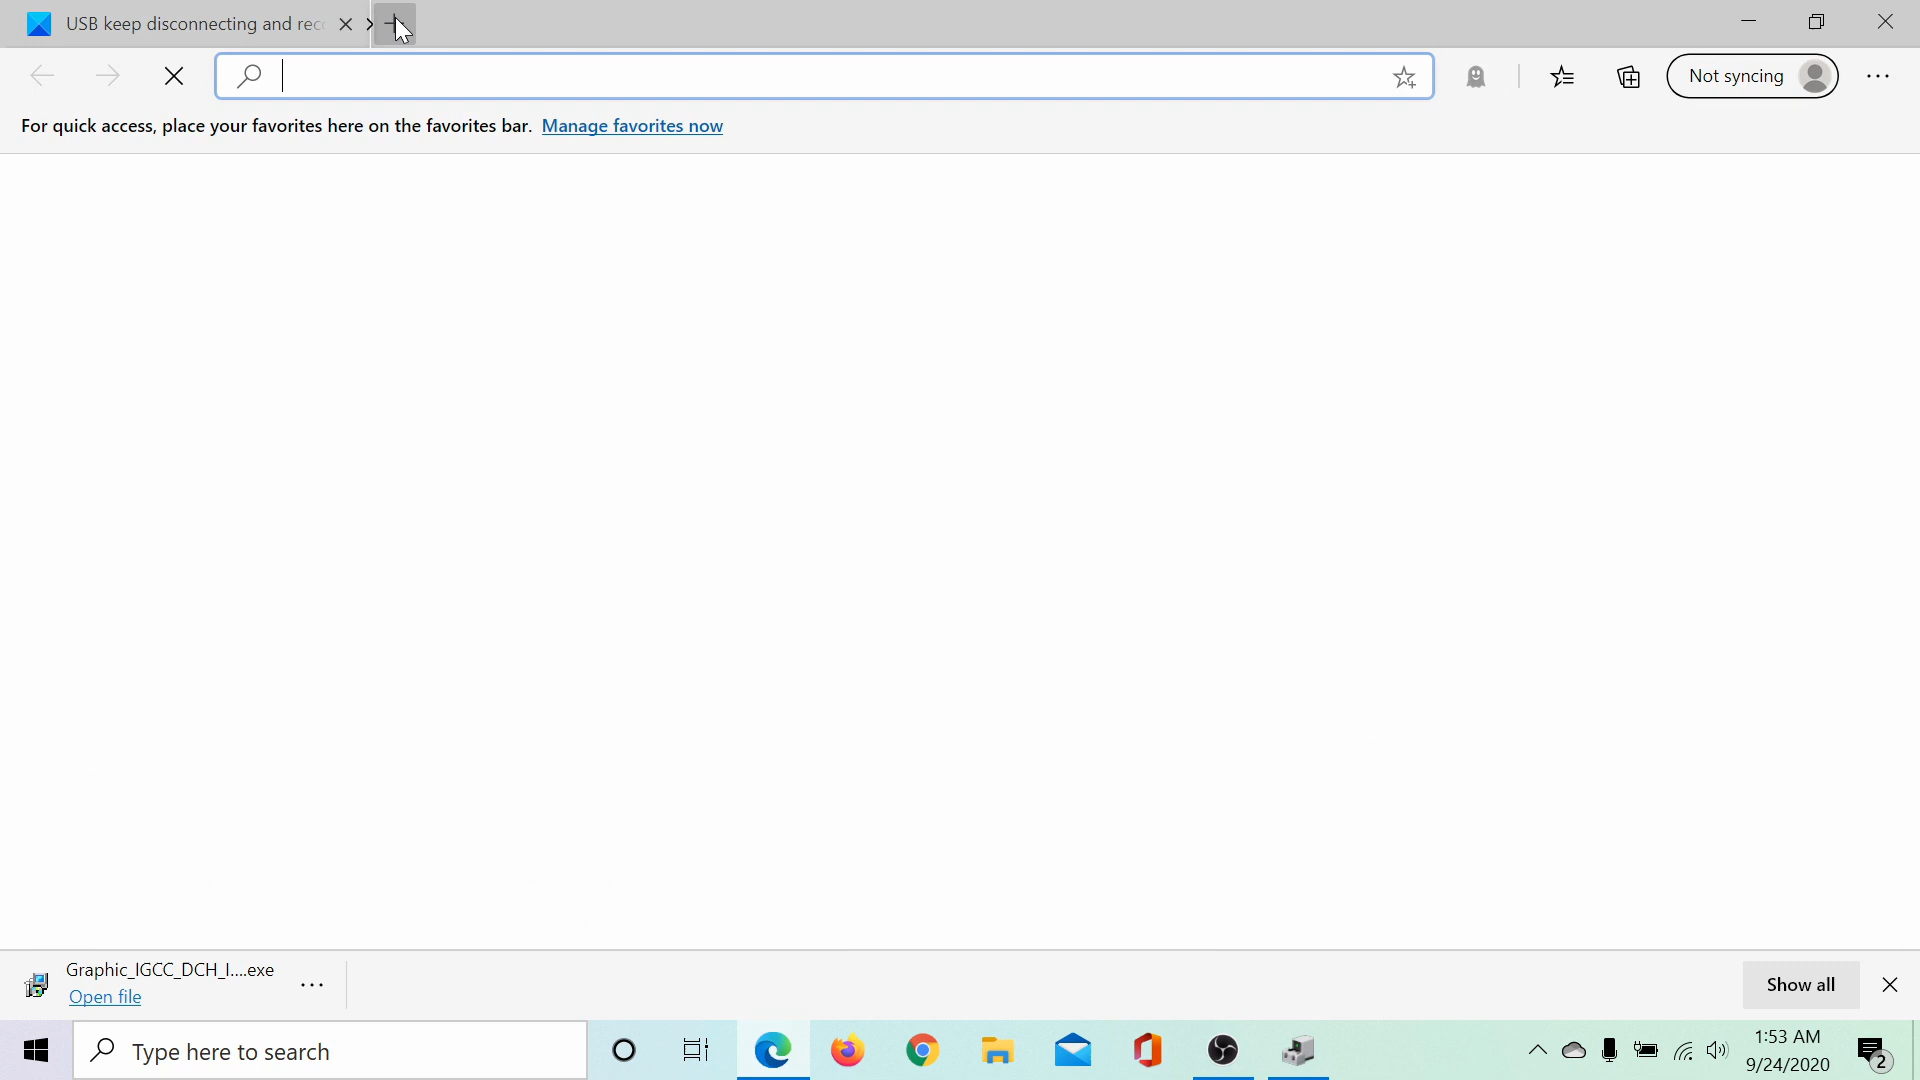 USB keep disconnecting and rec
Not syncing
For quick access, place your favorites here on the favorites bar. Manage favorites now
Graphic_IGCC_DCH_I....exe
Open file
Show all
Type here to search
1:53 AM
9/24/2020
2